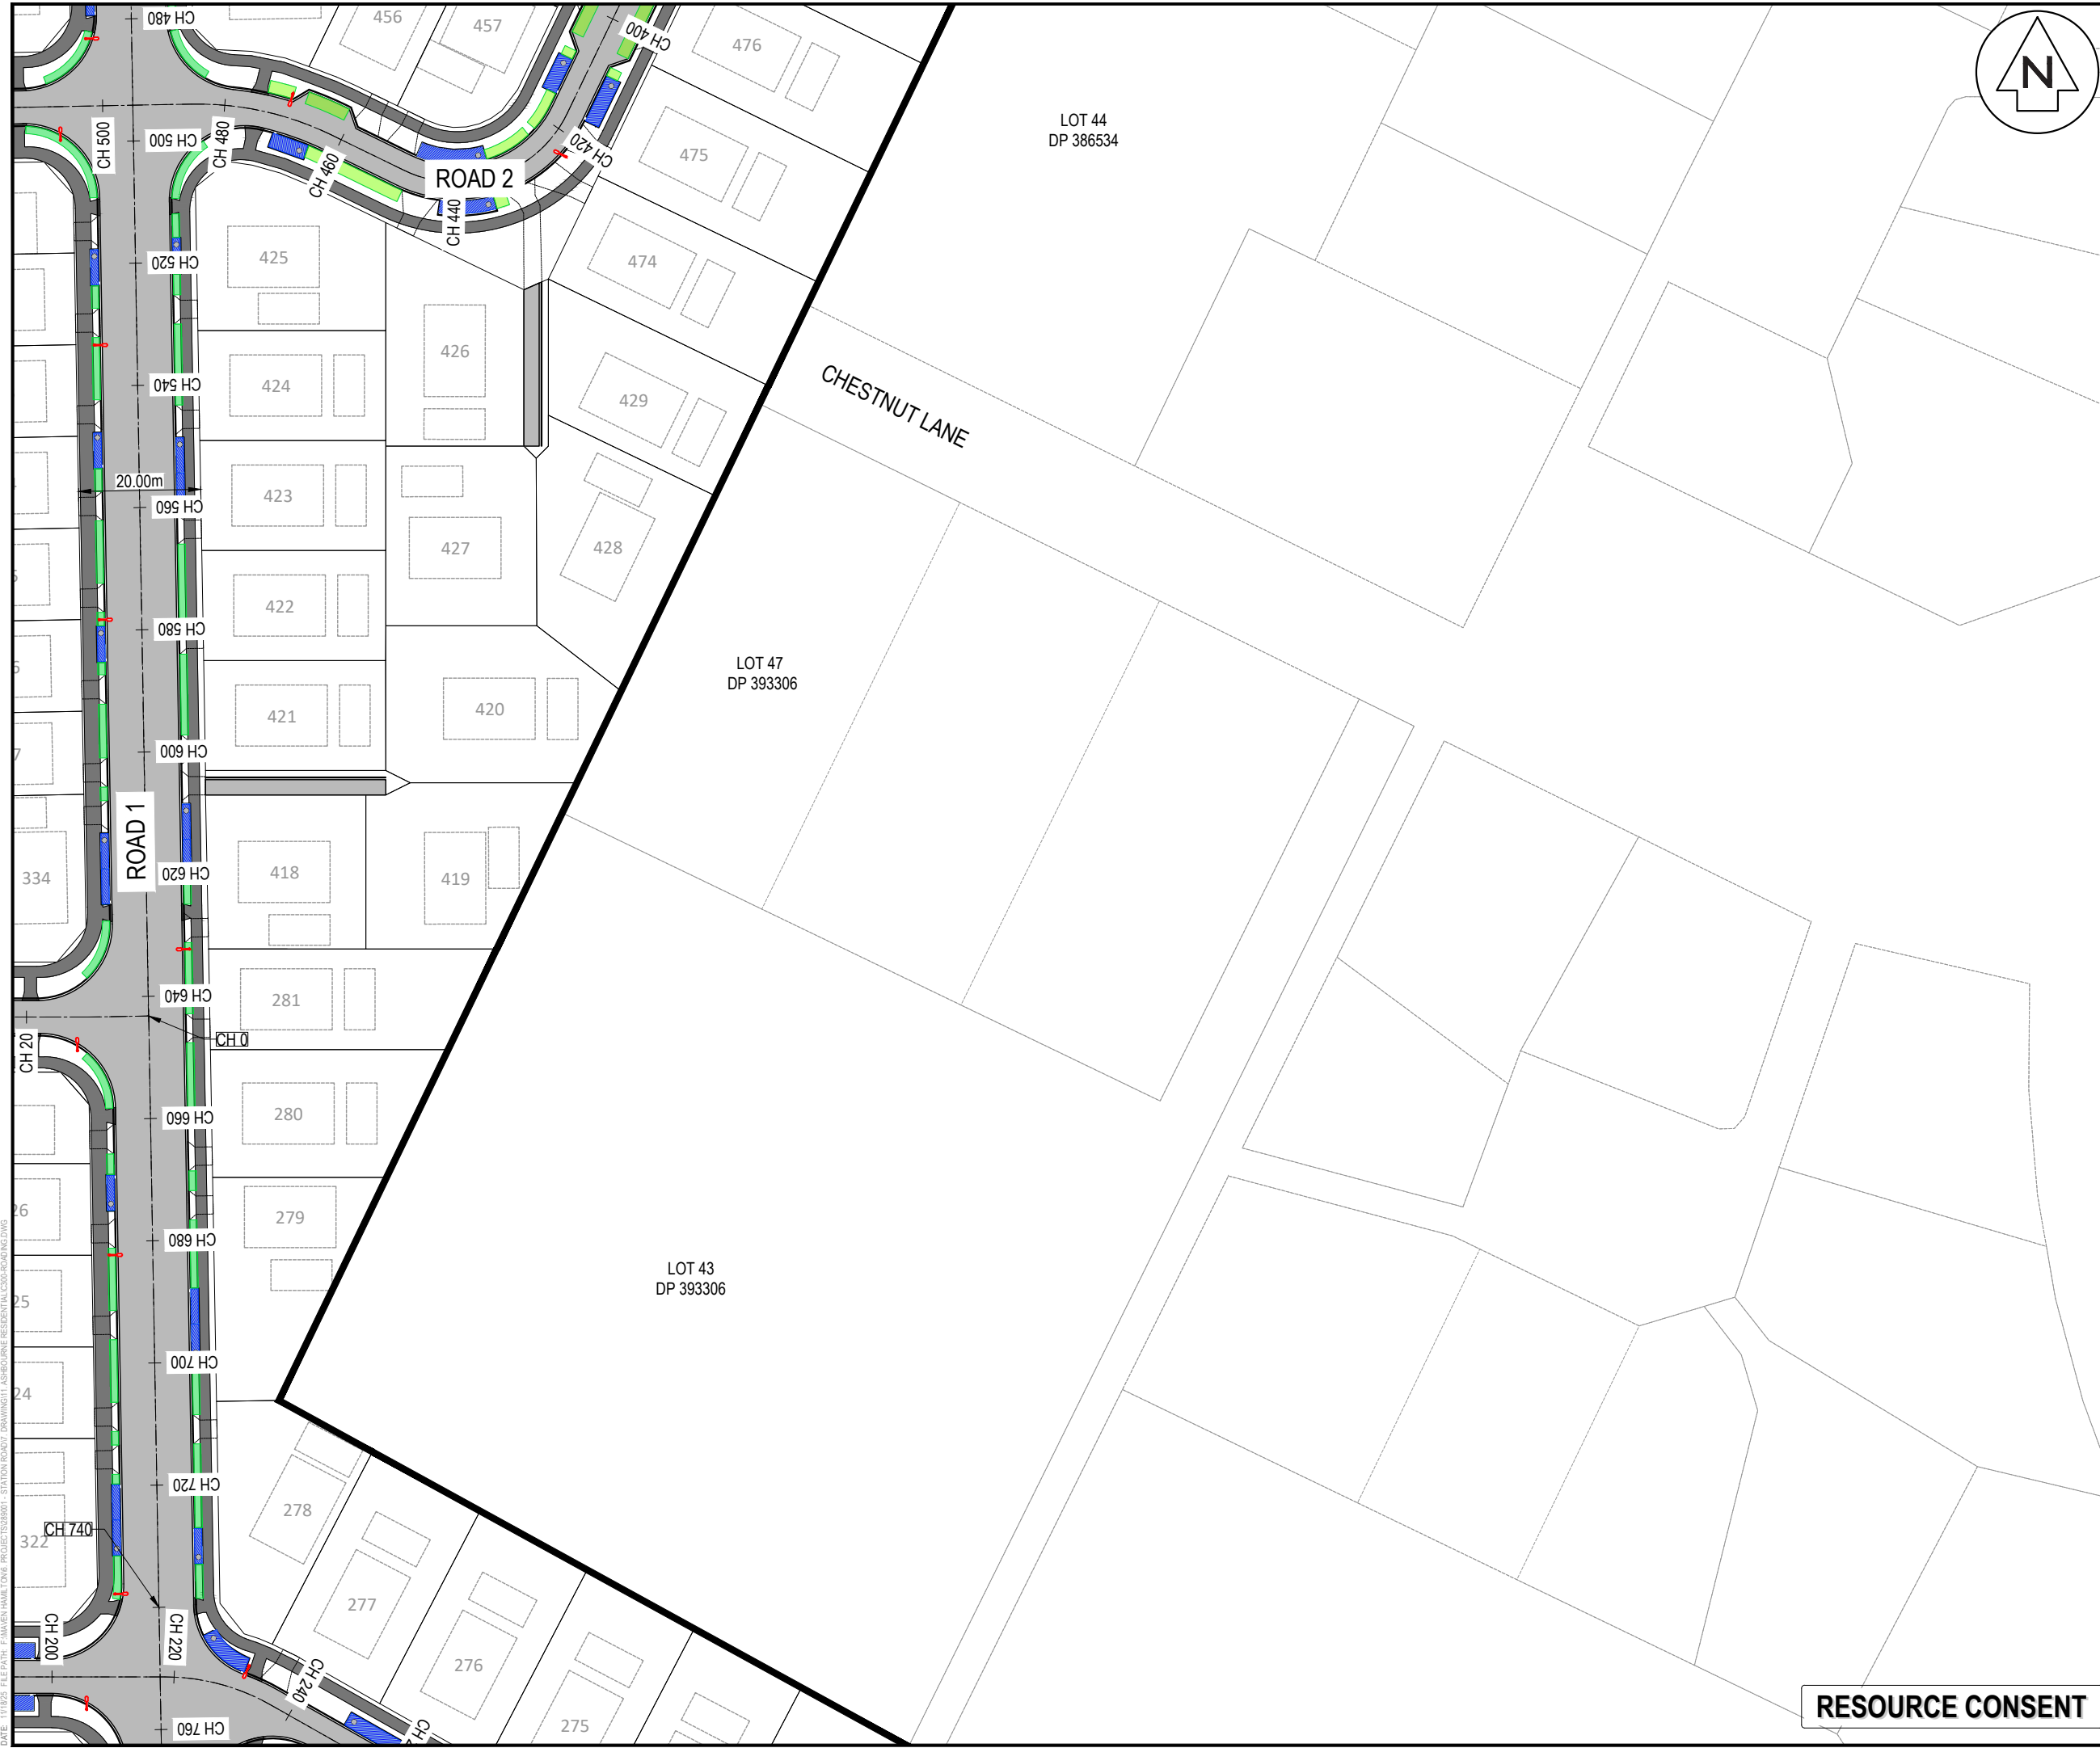 CH 480
456
457
CH 400
476
N
LOT 44
DP 386534
CH 500
CH 500
CH 480
CH 460
ROAD 2
CH 440
CH 420
475
474
425
CH 520
426
424
CH 540
429
CHESTNUT LANE
20.00m
423
CH 560
427
428
422
CH 580
LOT 47
DP 393306
421
420
CH 600
ROAD 1
334
CH 620
418
419
281
CH 640
CH 0
CH 20
280
CH 660
26
279
CH 680
LOT 43
DP 393306
25
CH 700
24
CH 720
278
322
CH 740
277
276
275
CH 200
CH 220
CH 240
CH 760
RESOURCE CONSENT